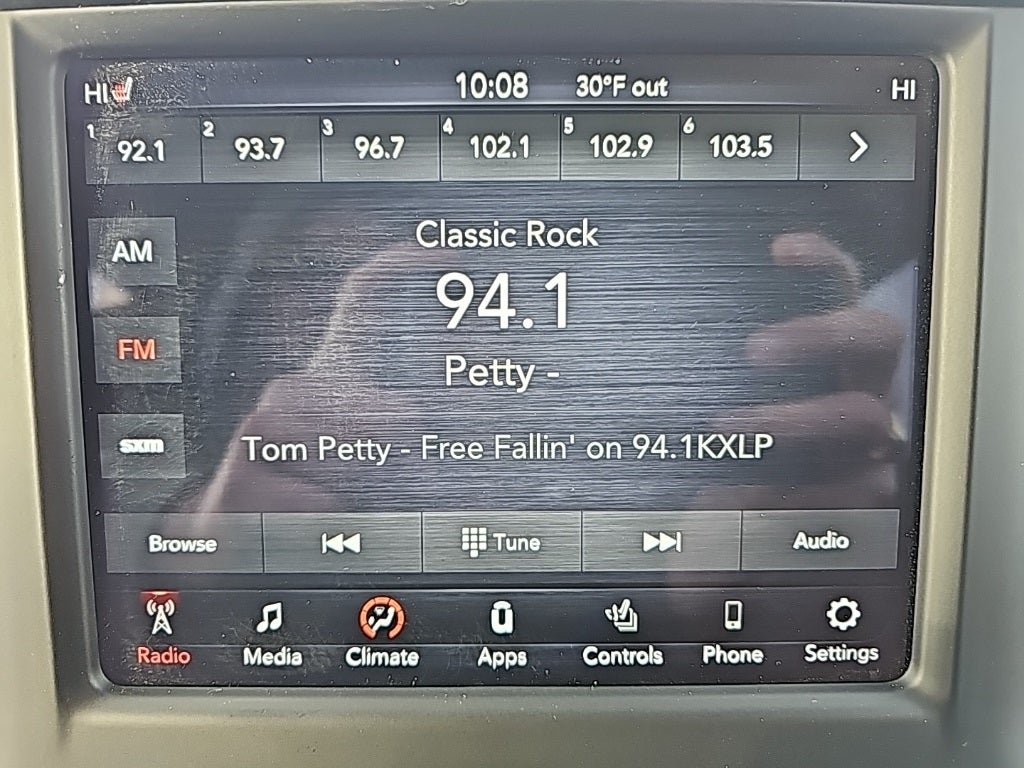 HI 10:08 30°F out HI
1 92.1 2 93.7 3 96.7 4 102.1 5 102.9 6 103.5
Classic Rock
AM
94.1
FM
Petty -
sxm
Tom Petty - Free Fallin' on 94.1KXLP
Browse Tune Audio
Radio Media Climate Apps Controls Phone Settings